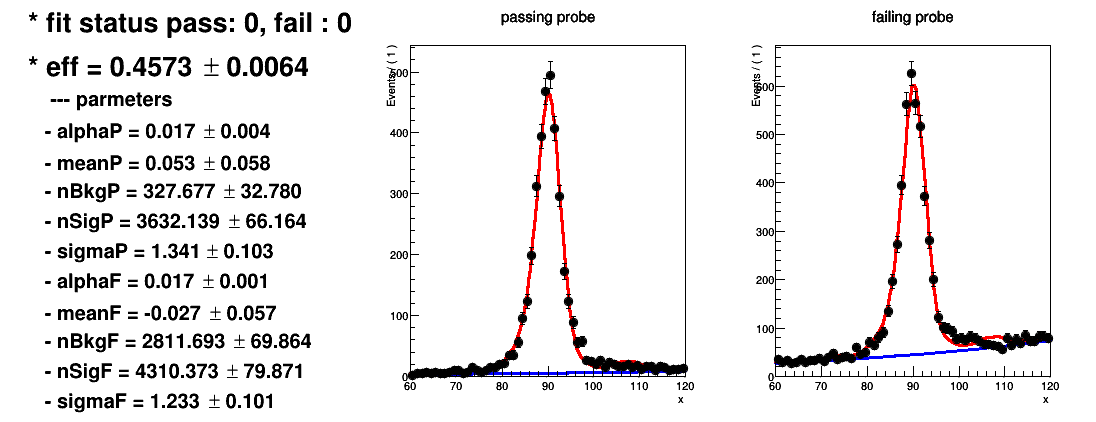 * fit status pass: 0, fail : 0
* eff = 0.4573 ± 0.0064
--- parmeters
- alphaP = 0.017 ± 0.004
- meanP = 0.053 ± 0.058
- nBkgP = 327.677 ± 32.780
- nSigP = 3632.139 ± 66.164
- sigmaP = 1.341 ± 0.103
- alphaF = 0.017 ± 0.001
- meanF = -0.027 ± 0.057
- nBkgF = 2811.693 ± 69.864
- nSigF = 4310.373 ± 79.871
- sigmaF = 1.233 ± 0.101
passing probe
Events / ( 1 )
500
400
300
200
100
0
60 70 80 90 100 110 120
x
failing probe
Events / ( 1 )
600
500
400
300
200
100
0
60 70 80 90 100 110 120
x